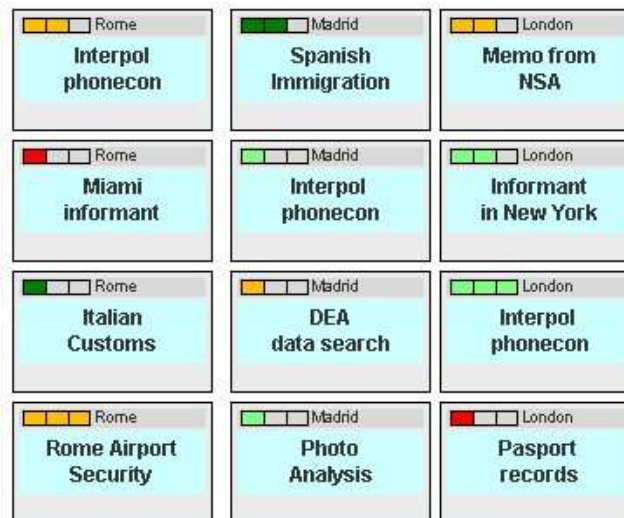 Rome
Interpol
phonecon
Madrid
Spanish
Immigration
London
Memo from
NSA
Rome
Miami
informant
Madrid
Interpol
phonecon
London
Informant
in New York
Rome
Italian
Customs
Madrid
DEA
data search
London
Interpol
phonecon
Rome
Rome Airport
Security
Madrid
Photo
Analysis
London
Pasport
records